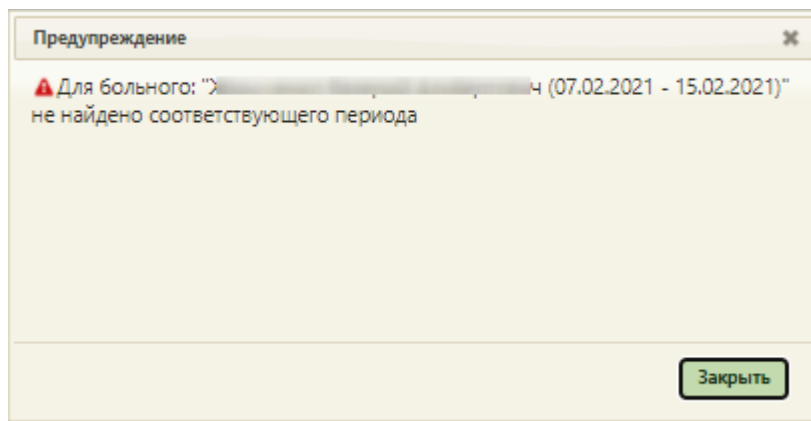 Предупреждение
Для больного: "Х ч (07.02.2021 - 15.02.2021)"
не найдено соответствующего периода
Закрыть